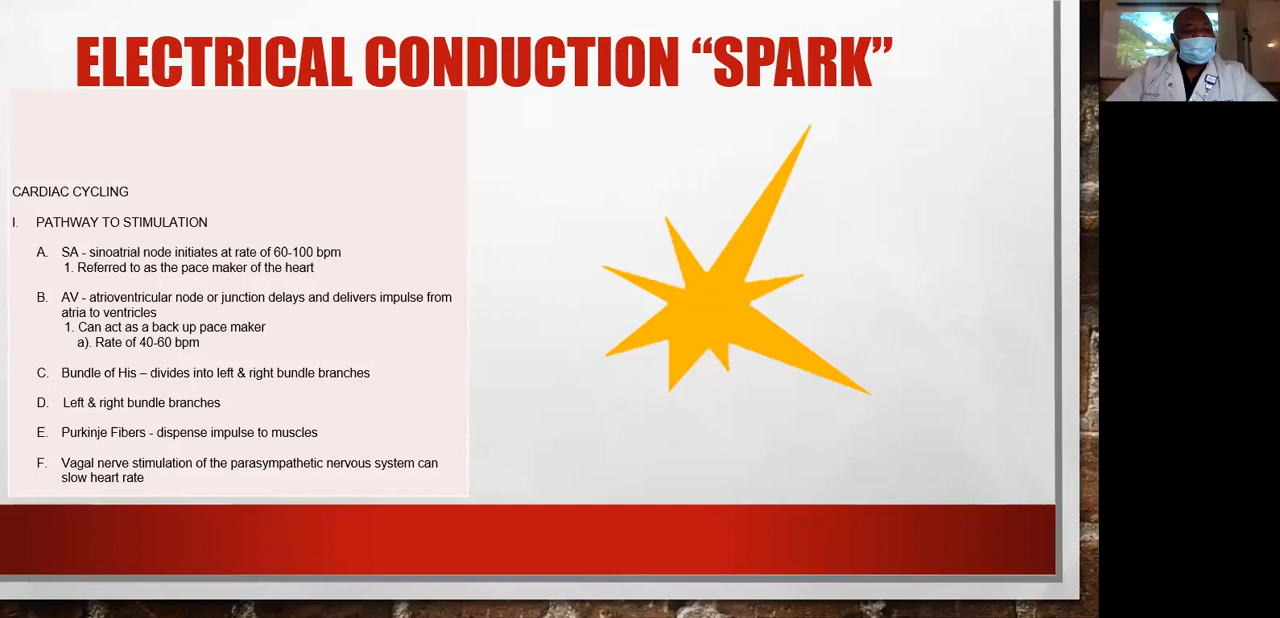 ELECTRICAL CONDUCTION “SPARK”
CARDIAC CYCLING
I. PATHWAY TO STIMULATION
A. SA - sinoatrial node initiates at rate of 60-100 bpm
1. Referred to as the pace maker of the heart
B. AV - atrioventricular node or junction delays and delivers impulse from
atria to ventricles
1. Can act as a back up pace maker
a). Rate of 40-60 bpm
C. Bundle of His – divides into left & right bundle branches
D. Left & right bundle branches
E. Purkinje Fibers - dispense impulse to muscles
F. Vagal nerve stimulation of the parasympathetic nervous system can
slow heart rate